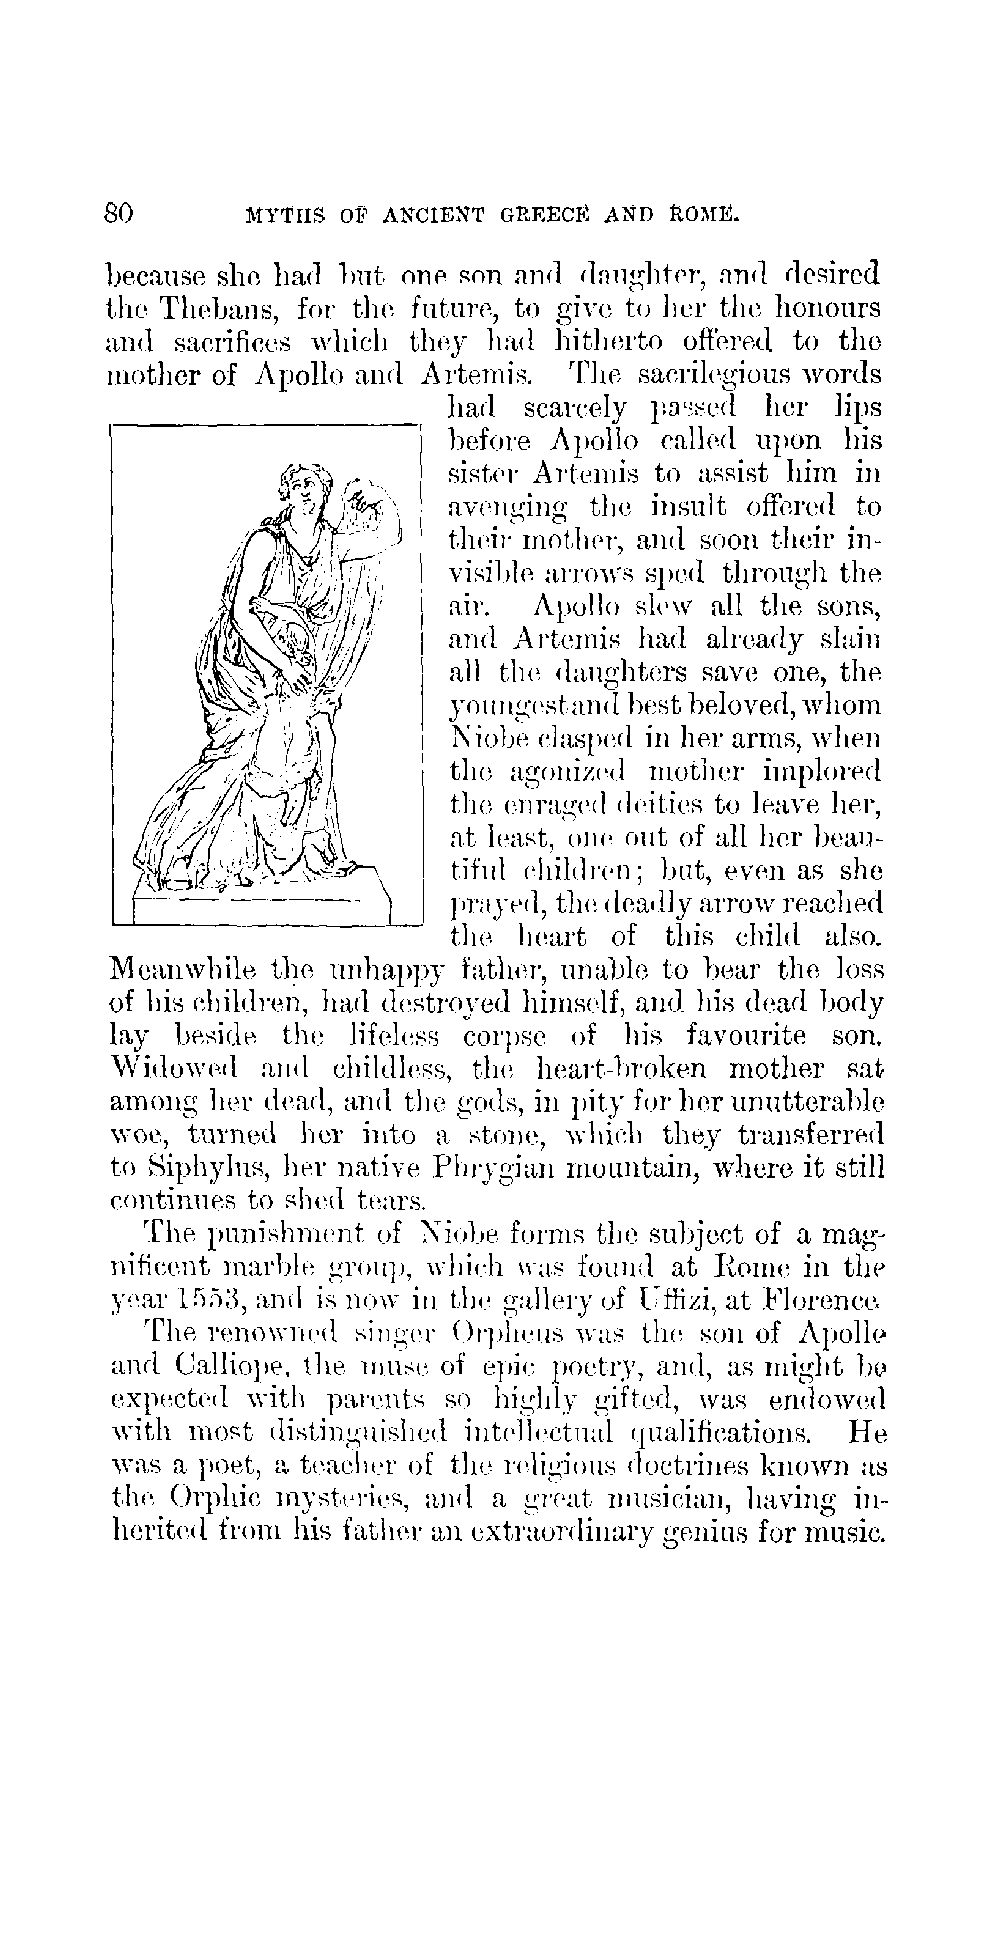 80 MYTHS OF ANCIENT GREECE AND ROME.
because she had but one son and daughter, and desired
the Thebans, for the future, to give to her the honours
and sacrifices which they had hitherto offered to the
mother of Apollo and Artemis. The sacrilegious words
had scarcely passed her lips
before Apollo called upon his
sister Artemis to assist him in
avenging the insult offered to
their mother, and soon their in-
visible arrows sped through the
air. Apollo slew all the sons,
and Artemis had already slain
all the daughters save one, the
youngest and best beloved, whom
Niobe clasped in her arms, when
the agonized mother implored
the enraged deities to leave her,
at least, one out of all her beau-
tiful children; but, even as she
prayed, the deadly arrow reached
the heart of this child also.
Meanwhile the unhappy father, unable to bear the loss
of his children, had destroyed himself, and his dead body
lay beside the lifeless corpse of his favourite son.
Widowed and childless, the heart-broken mother sat
among her dead, and the gods, in pity for her unutterable
woe, turned her into a stone, which they transferred
to Siphylus, her native Phrygian mountain, where it still
continues to shed tears.
The punishment of Niobe forms the subject of a mag-
nificent marble group, which was found at Rome in the
year 1553, and is now in the gallery of Uffizi, at Florence.
The renowned singer Orpheus was the son of Apollo
and Calliope, the muse of epic poetry, and, as might be
expected with parents so highly gifted, was endowed
with most distinguished intellectual qualifications. He
was a poet, a teacher of the religious doctrines known as
the Orphic mysteries, and a great musician, having in-
herited from his father an extraordinary genius for music.